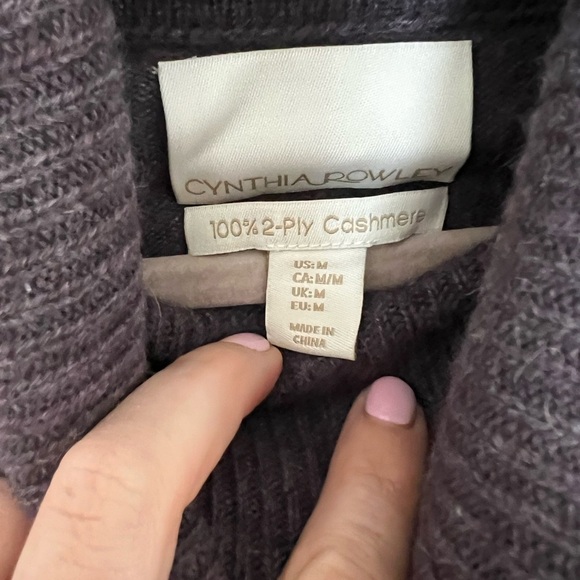 CYNTHIA ROWLEY
100% 2-Ply Cashmere
US: M
CA: M/M
UK: M
EU: M
MADE IN
CHINA